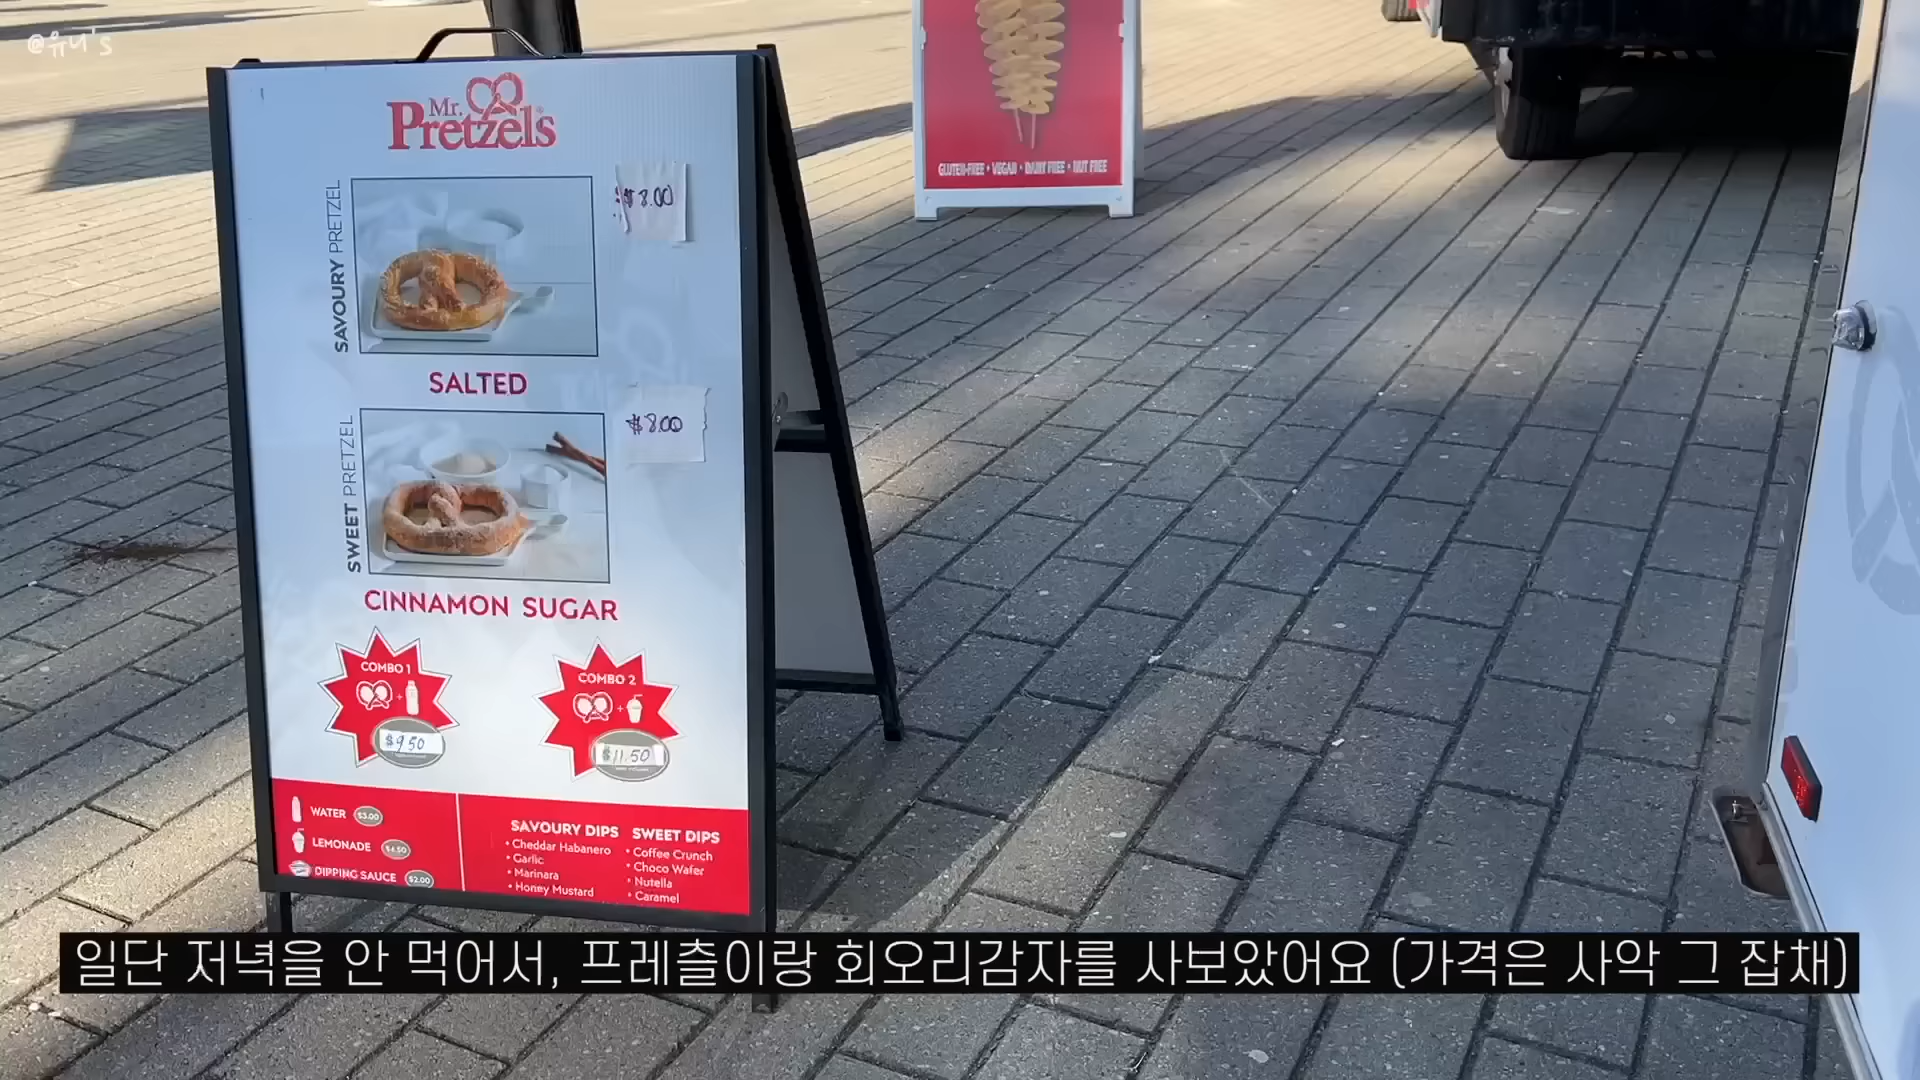 @유니's
Mr.
Pretzels
GLUTEN-FREE • VEGAN • DAIRY FREE • NUT FREE
SAVOURY PRETZEL
$8.00
SALTED
SWEET PRETZEL
$8.00
CINNAMON SUGAR
COMBO 1
+
$9.50
COMBO 2
+
$11.50
WATER $3.00
LEMONADE $4.50
DIPPING SAUCE $2.00
SAVOURY DIPS
• Cheddar Habanero
• Garlic
• Marinara
• Honey Mustard
SWEET DIPS
• Coffee Crunch
• Choco Wafer
• Nutella
• Caramel
일단 저녁을 안 먹어서, 프레츨이랑 회오리감자를 사보았어요 (가격은 사악 그 잡채)